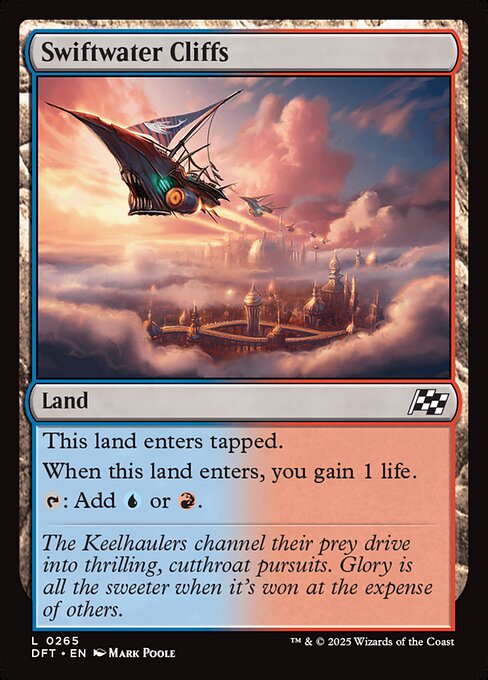 Swiftwater Cliffs
Land
This land enters tapped.
When this land enters, you gain 1 life.
: Add or .
The Keelhaulers channel their prey drive
into thrilling, cutthroat pursuits. Glory is
all the sweeter when it's won at the expense
of others.
L 0265
DFT • EN Mark Poole
™ & © 2025 Wizards of the Coast